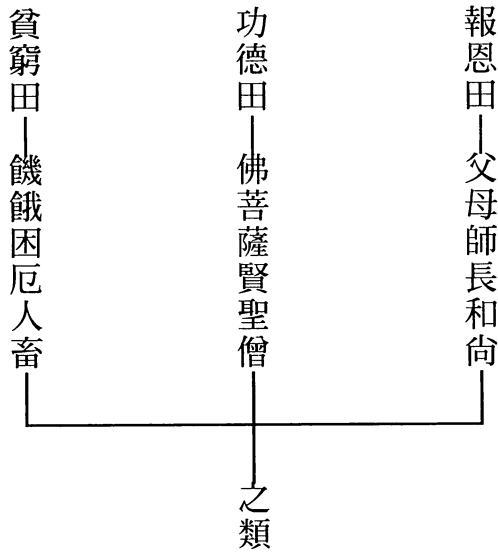 報恩田
父母師長和尙
功德田
佛菩薩賢聖僧
貧窮田
饑餓困厄人畜
之類